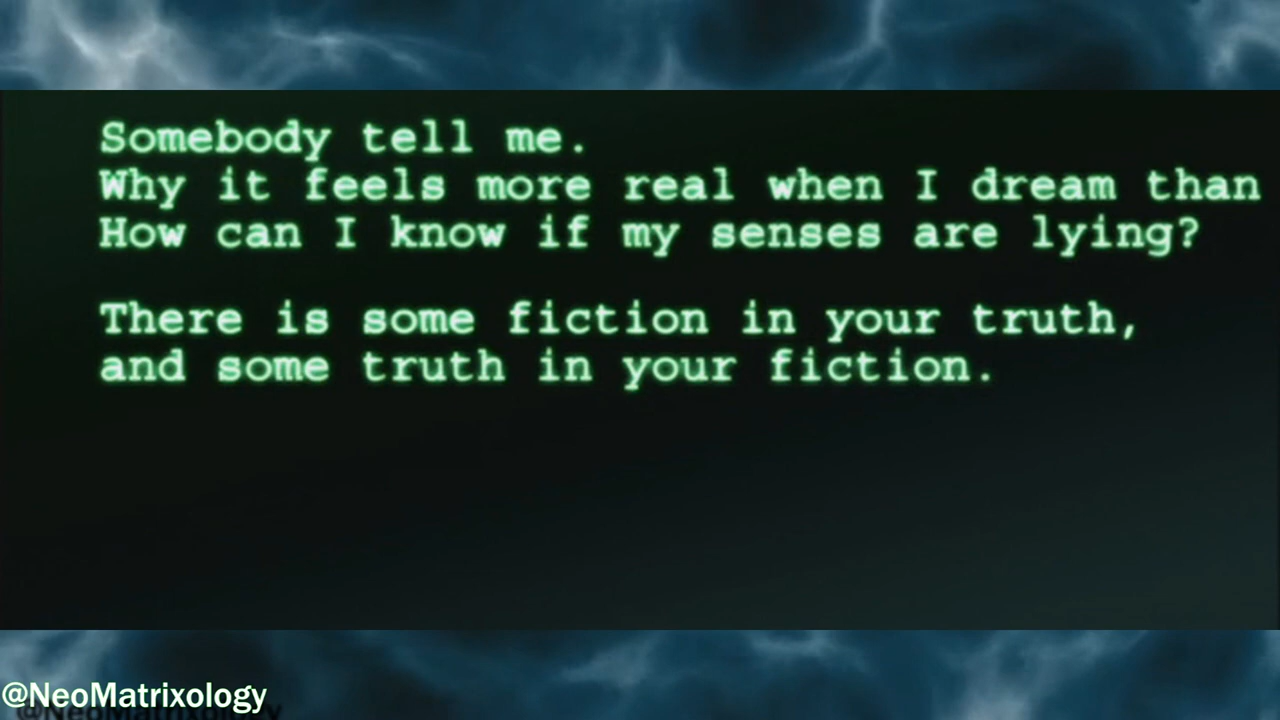 Somebody tell me.
Why it feels more real when I dream than
How can I know if my senses are lying?
There is some fiction in your truth,
and some truth in your fiction.
@NeoMatrixology
@NeoMatrixology